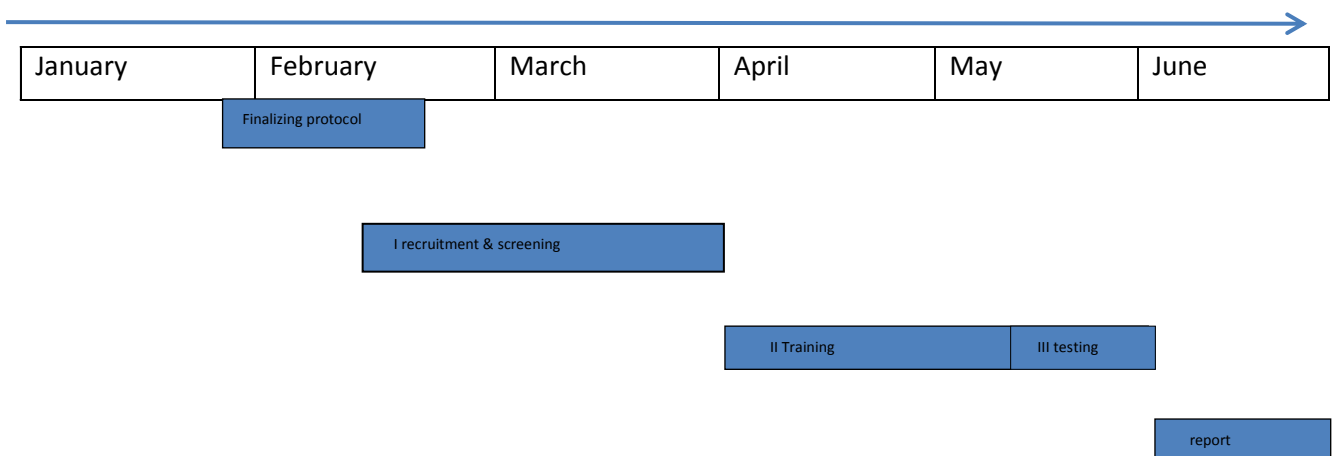 January February March April May June
Finalizing protocol
I recruitment & screening
II Training III testing
report